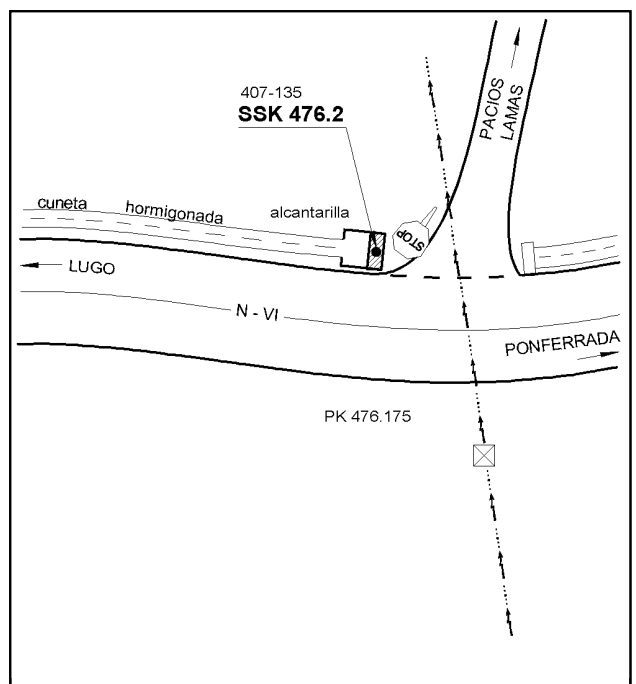 407-135
SSK 476.2
PACIOS
LAMAS
cuneta hormigonada alcantarilla
STOP
LUGO
N - VI
PONFERRADA
PK 476.175